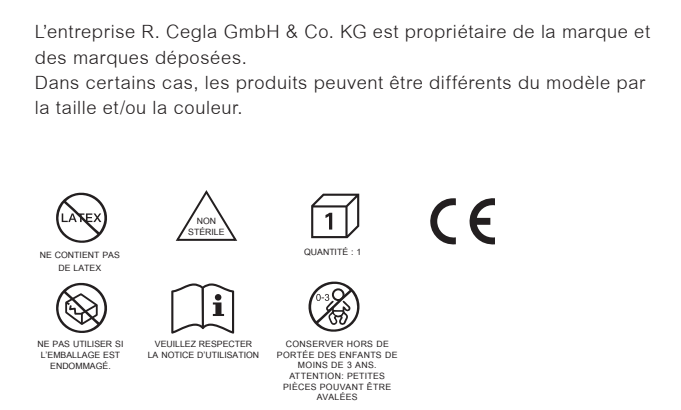 L'entreprise R. Cegla GmbH & Co. KG est propriétaire de la marque et
des marques déposées.
Dans certains cas, les produits peuvent être différents du modèle par
la taille et/ou la couleur.
LATEX
NE CONTIENT PAS
DE LATEX
NON
STÉRILE
1
QUANTITÉ : 1
CE
NE PAS UTILISER SI
L'EMBALLAGE EST
ENDOMMAGÉ.
i
VEUILLEZ RESPECTER
LA NOTICE D'UTILISATION
0-3
CONSERVER HORS DE
PORTÉE DES ENFANTS DE
MOINS DE 3 ANS.
ATTENTION: PETITES
PIÈCES POUVANT ÊTRE
AVALÉES